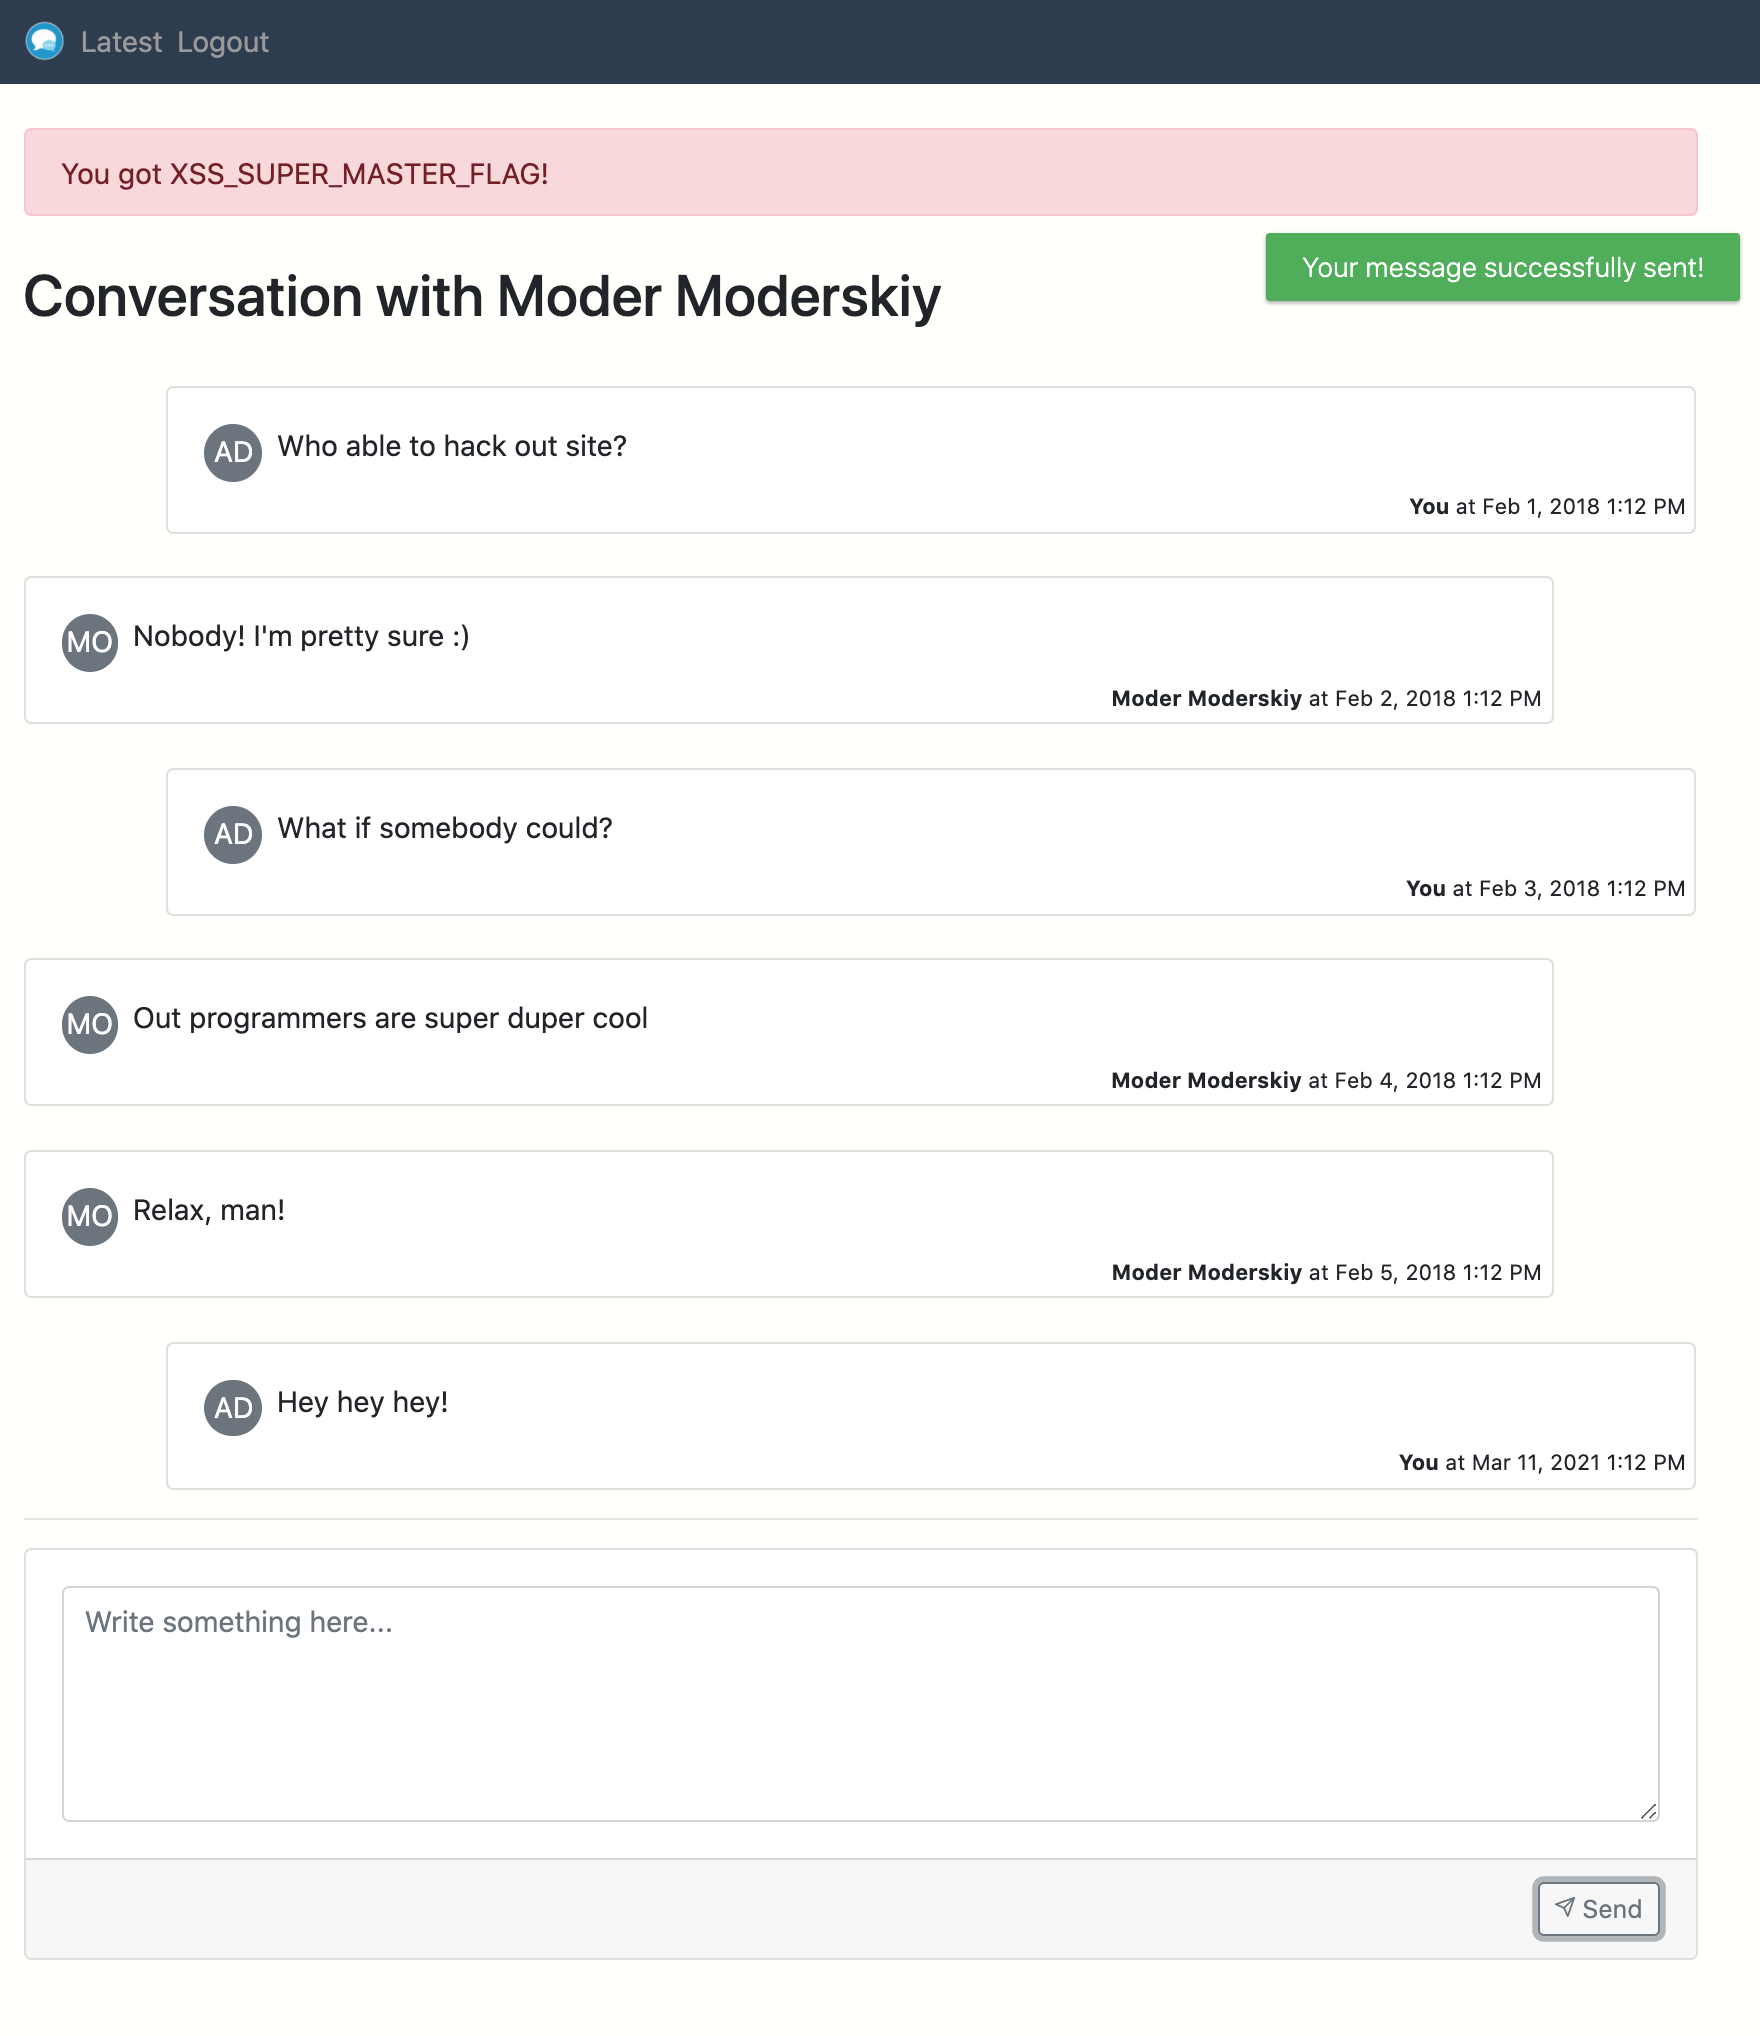 Latest Logout
You got XSS_SUPER_MASTER_FLAG!
Your message successfully sent!
Conversation with Moder Moderskiy
AD Who able to hack out site?
You at Feb 1, 2018 1:12 PM
MO Nobody! I'm pretty sure :)
Moder Moderskiy at Feb 2, 2018 1:12 PM
AD What if somebody could?
You at Feb 3, 2018 1:12 PM
MO Out programmers are super duper cool
Moder Moderskiy at Feb 4, 2018 1:12 PM
MO Relax, man!
Moder Moderskiy at Feb 5, 2018 1:12 PM
AD Hey hey hey!
You at Mar 11, 2021 1:12 PM
Write something here...
Send